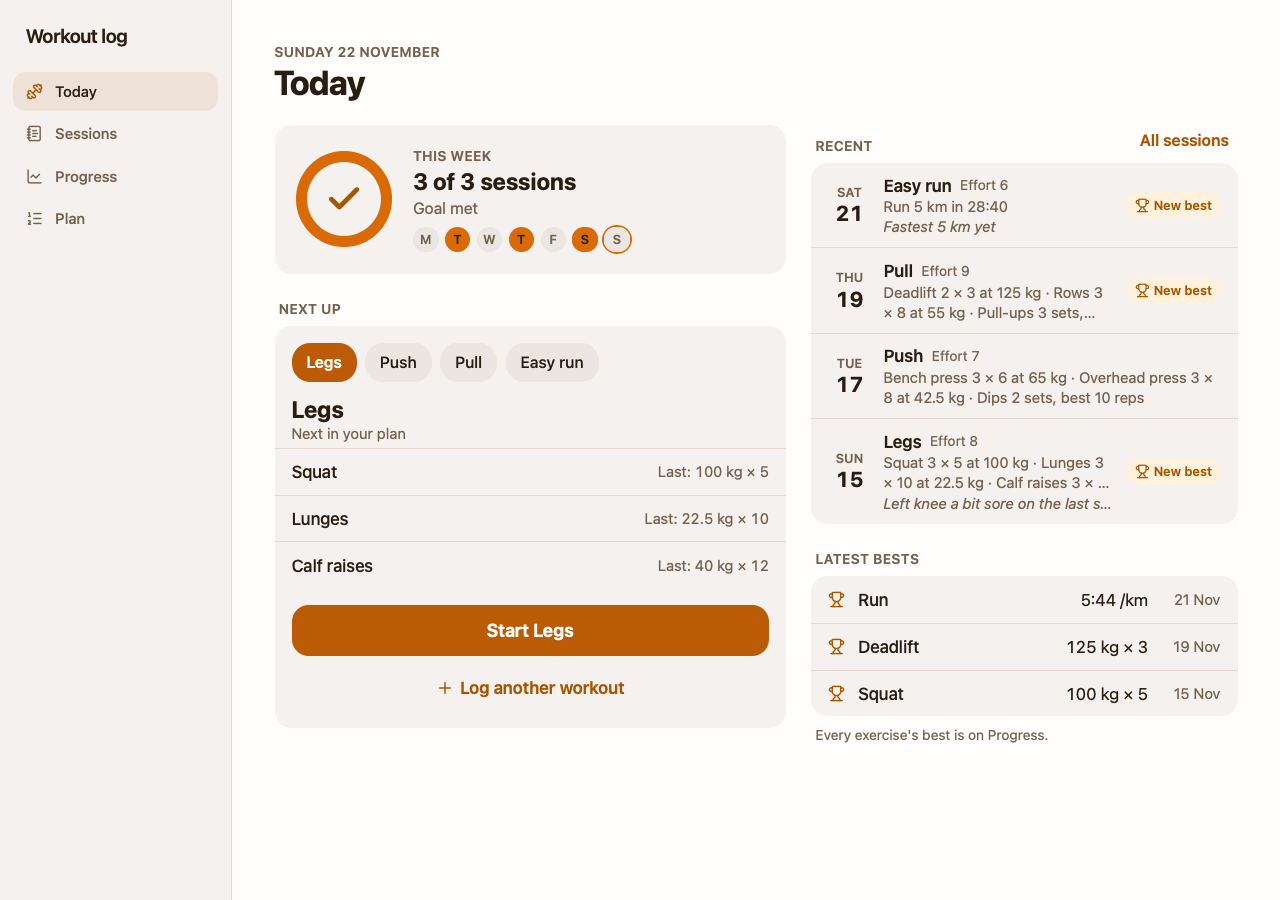 Workout log
Today
Sessions
Progress
Plan
SUNDAY 22 NOVEMBER
Today
THIS WEEK
3 of 3 sessions
Goal met
M T W T F S S
NEXT UP
Legs Push Pull Easy run
Legs
Next in your plan
Squat Last: 100 kg × 5
Lunges Last: 22.5 kg × 10
Calf raises Last: 40 kg × 12
Start Legs
+ Log another workout
RECENT All sessions
SAT
21
Easy run Effort 6
Run 5 km in 28:40
Fastest 5 km yet
New best
THU
19
Pull Effort 9
Deadlift 2 × 3 at 125 kg · Rows 3
× 8 at 55 kg · Pull-ups 3 sets,…
New best
TUE
17
Push Effort 7
Bench press 3 × 6 at 65 kg · Overhead press 3 ×
8 at 42.5 kg · Dips 2 sets, best 10 reps
SUN
15
Legs Effort 8
Squat 3 × 5 at 100 kg · Lunges 3
× 10 at 22.5 kg · Calf raises 3 × …
Left knee a bit sore on the last s…
New best
LATEST BESTS
Run 5:44 /km 21 Nov
Deadlift 125 kg × 3 19 Nov
Squat 100 kg × 5 15 Nov
Every exercise's best is on Progress.